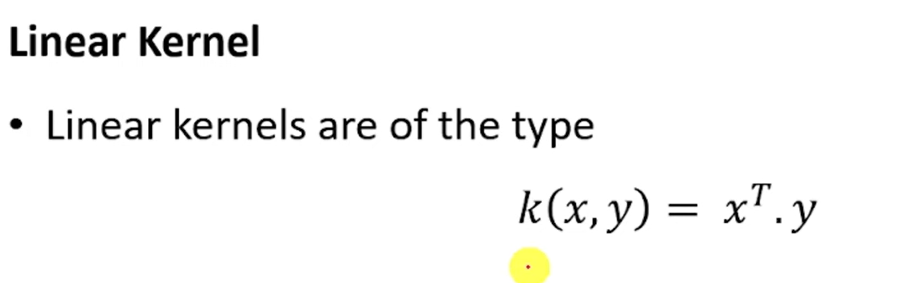 Linear Kernel
• Linear kernels are of the type
k(x, y) = x^T . y